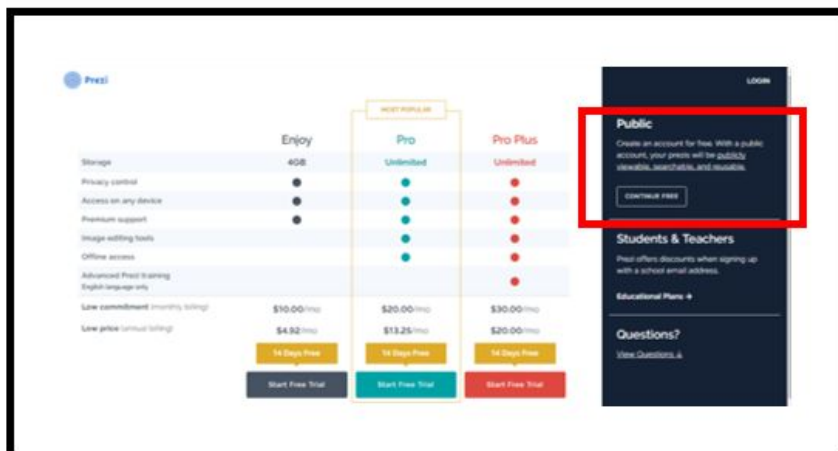 Prezi
LOGIN
MOST POPULAR
Enjoy Pro Pro Plus
Storage 4GB Unlimited Unlimited
Privacy control
Access on any device
Premium support
Image editing tools
Offline access
Advanced Prezi training
English language only
Low commitment (monthly billing) $10.00/mo $20.00/mo $30.00/mo
Low price (annual billing) $4.92/mo $13.25/mo $20.00/mo
14 Days Free 14 Days Free 14 Days Free
Start Free Trial Start Free Trial Start Free Trial
Public
Create an account for free. With a public
account, your prezis will be publicly
viewable, searchable, and reusable.
CONTINUE FREE
Students & Teachers
Prezi offers discounts when signing up
with a school email address.
Educational Plans →
Questions?
View Questions ↓